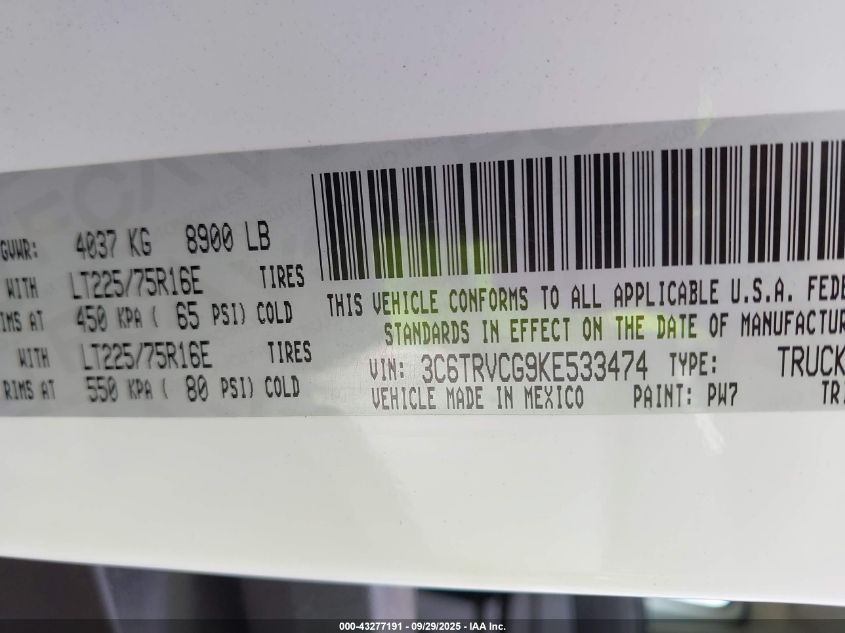 GVWR: 4037 KG 8900 LB
WITH LT225/75R16E TIRES
IMS AT 450 KPA ( 65 PSI) COLD
WITH LT225/75R16E TIRES
RIMS AT 550 KPA ( 80 PSI) COLD
THIS VEHICLE CONFORMS TO ALL APPLICABLE U.S.A. FEDE
STANDARDS IN EFFECT ON THE DATE OF MANUFACTUR
VIN: 3C6TRVCG9KE533474 TYPE: TRUCK
VEHICLE MADE IN MEXICO PAINT: PW7 TRI
000-43277191 - 09/29/2025 - IAA Inc.